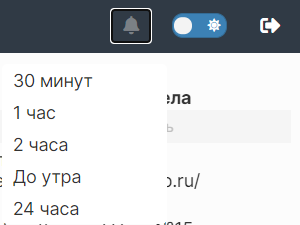 30 минут
ела
1 час
ь
2 часа
До утра
о.ru/
24 часа